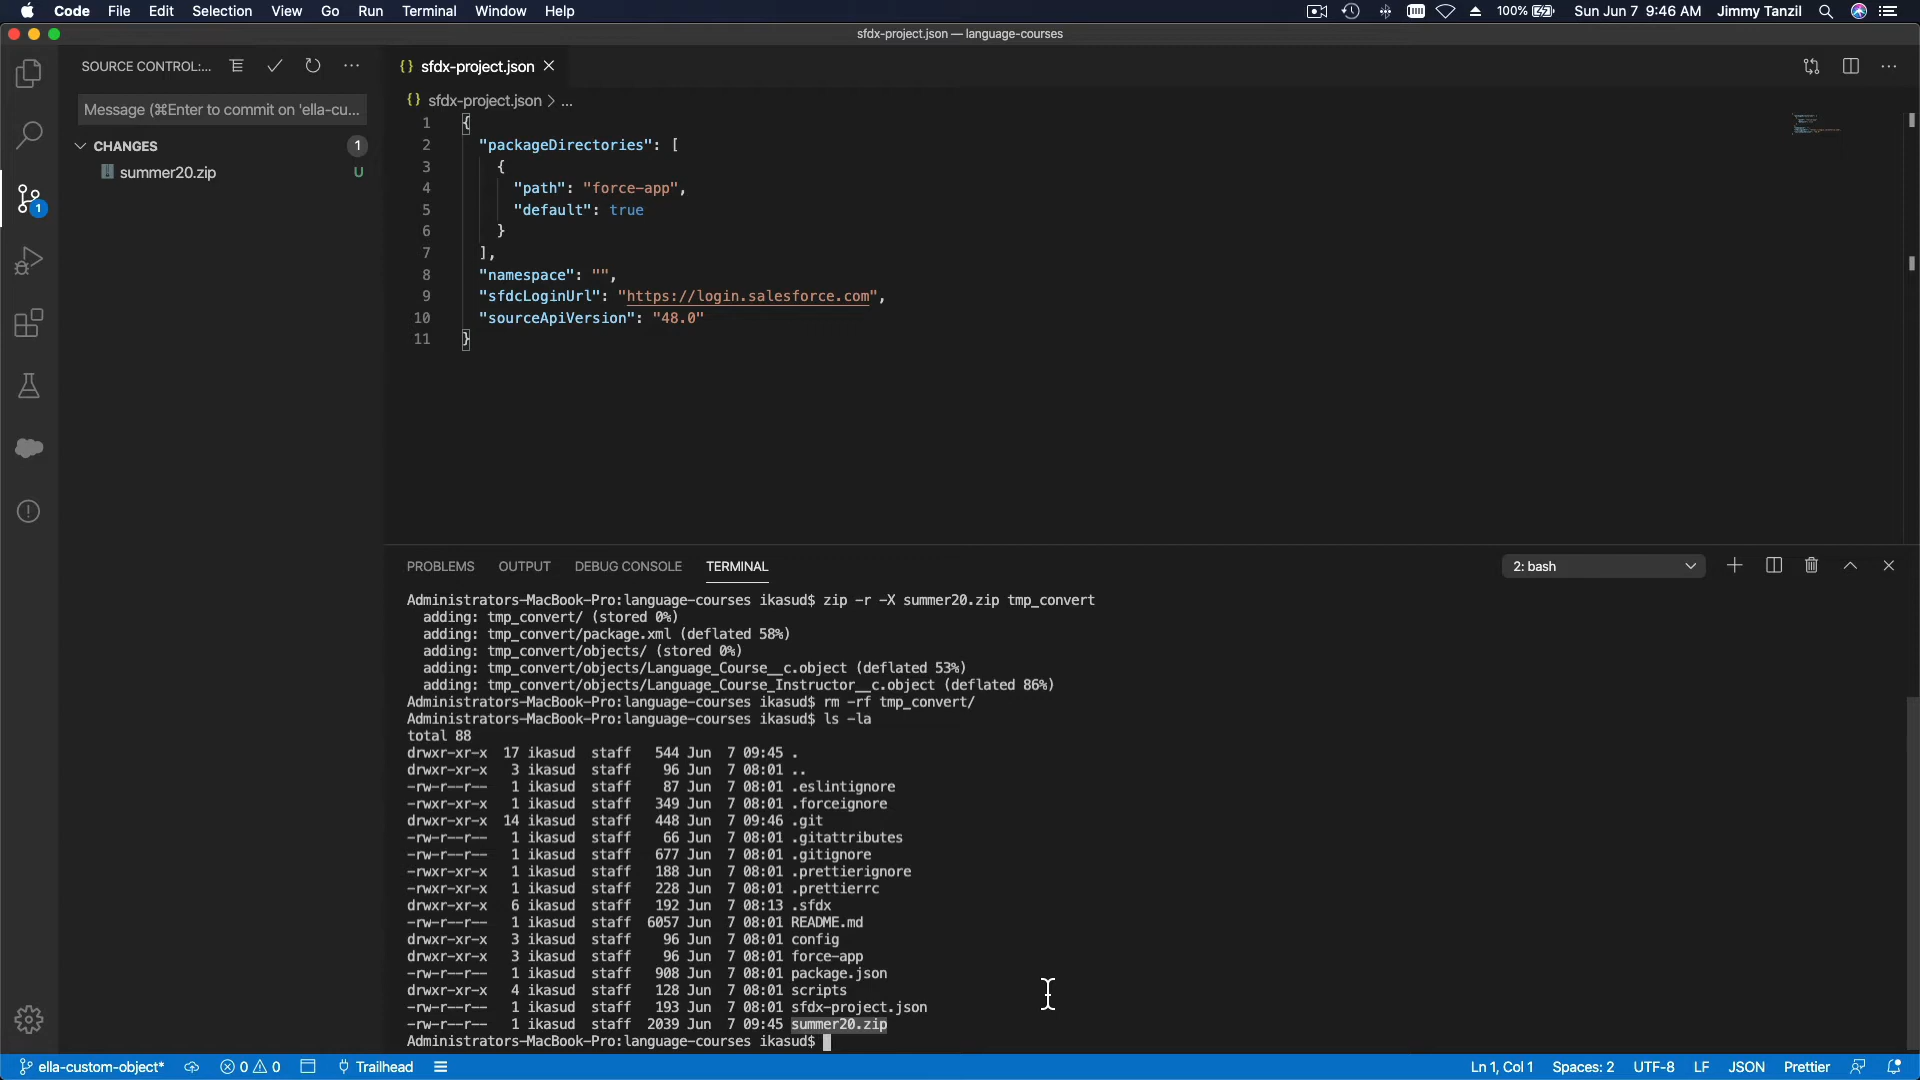 Code File Edit Selection View Go Run Terminal Window Help 100% Sun Jun 7 9:46 AM Jimmy Tanzil
sfdx-project.json — language-courses
SOURCE CONTROL:...
Message (⌘Enter to commit on 'ella-cu...
CHANGES 1
summer20.zip U
1
{} sfdx-project.json
{} sfdx-project.json > ...
1 {
2 "packageDirectories": [
3 {
4 "path": "force-app",
5 "default": true
6 }
7 ],
8 "namespace": "",
9 "sfdcLoginUrl": "https://login.salesforce.com",
10 "sourceApiVersion": "48.0"
11 }
PROBLEMS OUTPUT DEBUG CONSOLE TERMINAL 2: bash
Administrators-MacBook-Pro:language-courses ikasud$ zip -r -X summer20.zip tmp_convert
adding: tmp_convert/ (stored 0%)
adding: tmp_convert/package.xml (deflated 58%)
adding: tmp_convert/objects/ (stored 0%)
adding: tmp_convert/objects/Language_Course__c.object (deflated 53%)
adding: tmp_convert/objects/Language_Course_Instructor__c.object (deflated 86%)
Administrators-MacBook-Pro:language-courses ikasud$ rm -rf tmp_convert/
Administrators-MacBook-Pro:language-courses ikasud$ ls -la
total 88
drwxr-xr-x 17 ikasud staff 544 Jun 7 09:45 .
drwxr-xr-x 3 ikasud staff 96 Jun 7 08:01 ..
-rw-r--r-- 1 ikasud staff 87 Jun 7 08:01 .eslintignore
-rwxr-xr-x 1 ikasud staff 349 Jun 7 08:01 .forceignore
drwxr-xr-x 14 ikasud staff 448 Jun 7 09:46 .git
-rw-r--r-- 1 ikasud staff 66 Jun 7 08:01 .gitattributes
-rw-r--r-- 1 ikasud staff 677 Jun 7 08:01 .gitignore
-rwxr-xr-x 1 ikasud staff 188 Jun 7 08:01 .prettierignore
-rwxr-xr-x 1 ikasud staff 228 Jun 7 08:01 .prettierrc
drwxr-xr-x 6 ikasud staff 192 Jun 7 08:13 .sfdx
-rw-r--r-- 1 ikasud staff 6057 Jun 7 08:01 README.md
drwxr-xr-x 3 ikasud staff 96 Jun 7 08:01 config
drwxr-xr-x 3 ikasud staff 96 Jun 7 08:01 force-app
-rw-r--r-- 1 ikasud staff 908 Jun 7 08:01 package.json
drwxr-xr-x 4 ikasud staff 128 Jun 7 08:01 scripts
-rw-r--r-- 1 ikasud staff 193 Jun 7 08:01 sfdx-project.json
-rw-r--r-- 1 ikasud staff 2039 Jun 7 09:45 summer20.zip
Administrators-MacBook-Pro:language-courses ikasud$
ella-custom-object* 0 0 Trailhead Ln 1, Col 1 Spaces: 2 UTF-8 LF JSON Prettier